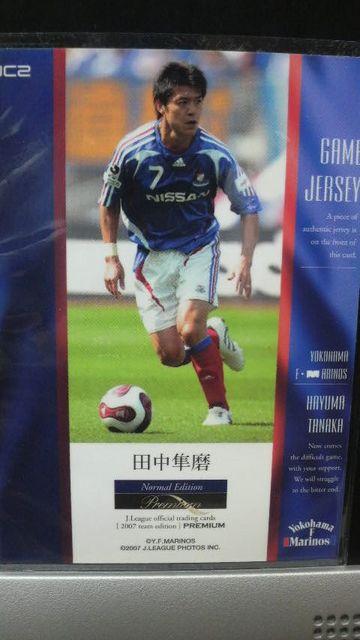 DC2
7
NISSAN
adidas
GAME
JERSEY
A piece of
authentic jersey is
on the front of
this card.
YOKOHAMA
F・MARINOS
HAYUMA
TANAKA
Now comes
the difficult game,
with your support.
We will struggle
to the bitter end.
田中隼磨
Normal Edition
Premium
J.League official trading cards
[ 2007 team edition ] PREMIUM
©Y.F.MARINOS
©2007 J.LEAGUE PHOTOS INC.
Yokohama
F
Marinos